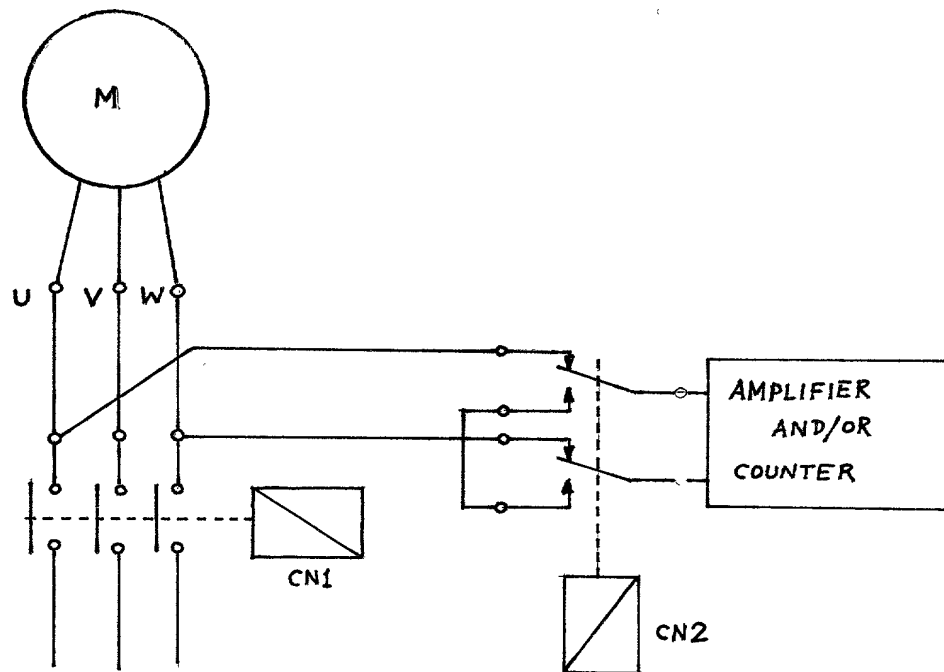 M
U V W
AMPLIFIER
AND/OR
COUNTER
CN1
CN2